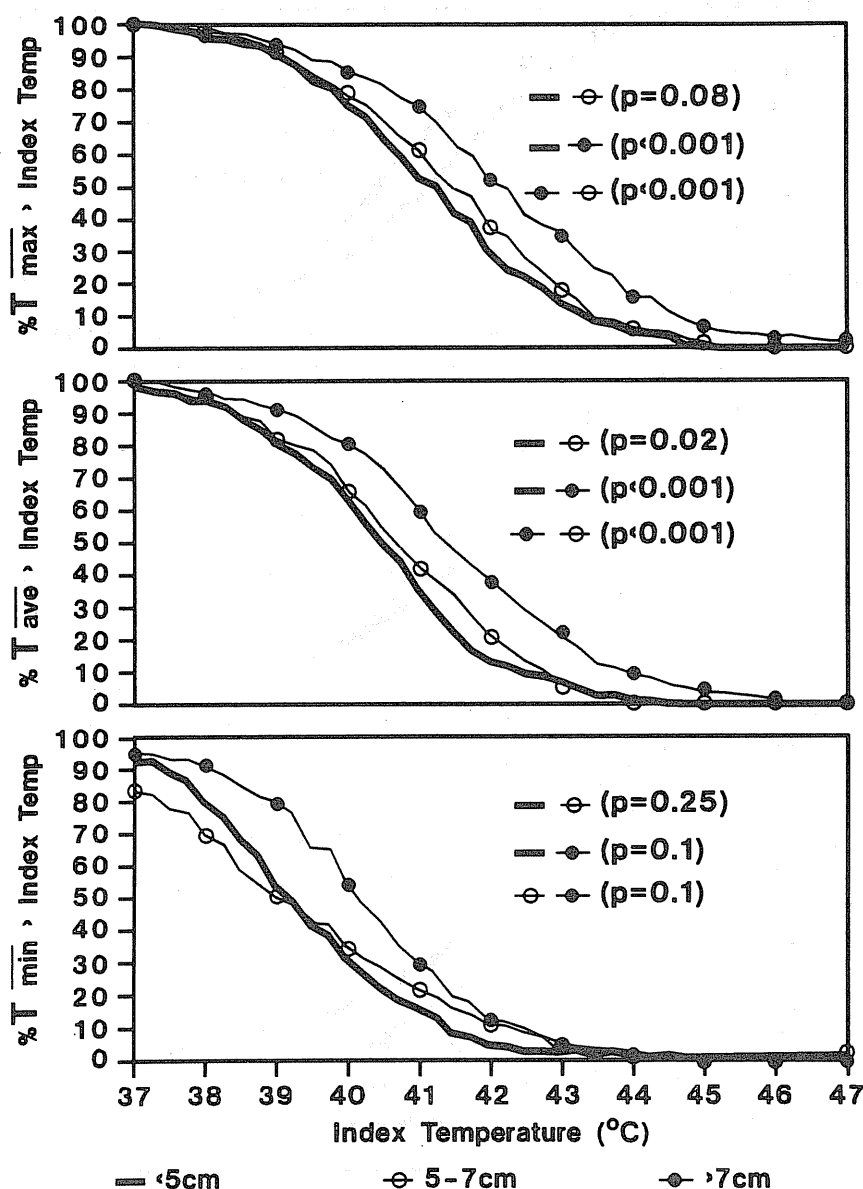 %T max > Index Temp
100
90
80
70
60
50
40
30
20
10
0
(p=0.08)
(p<0.001)
(p<0.001)
%T ave > Index Temp
100
90
80
70
60
50
40
30
20
10
0
(p=0.02)
(p<0.001)
(p<0.001)
%T min > Index Temp
100
90
80
70
60
50
40
30
20
10
0
(p=0.25)
(p=0.1)
(p=0.1)
37 38 39 40 41 42 43 44 45 46 47
Index Temperature (°C)
<5cm 5-7cm >7cm